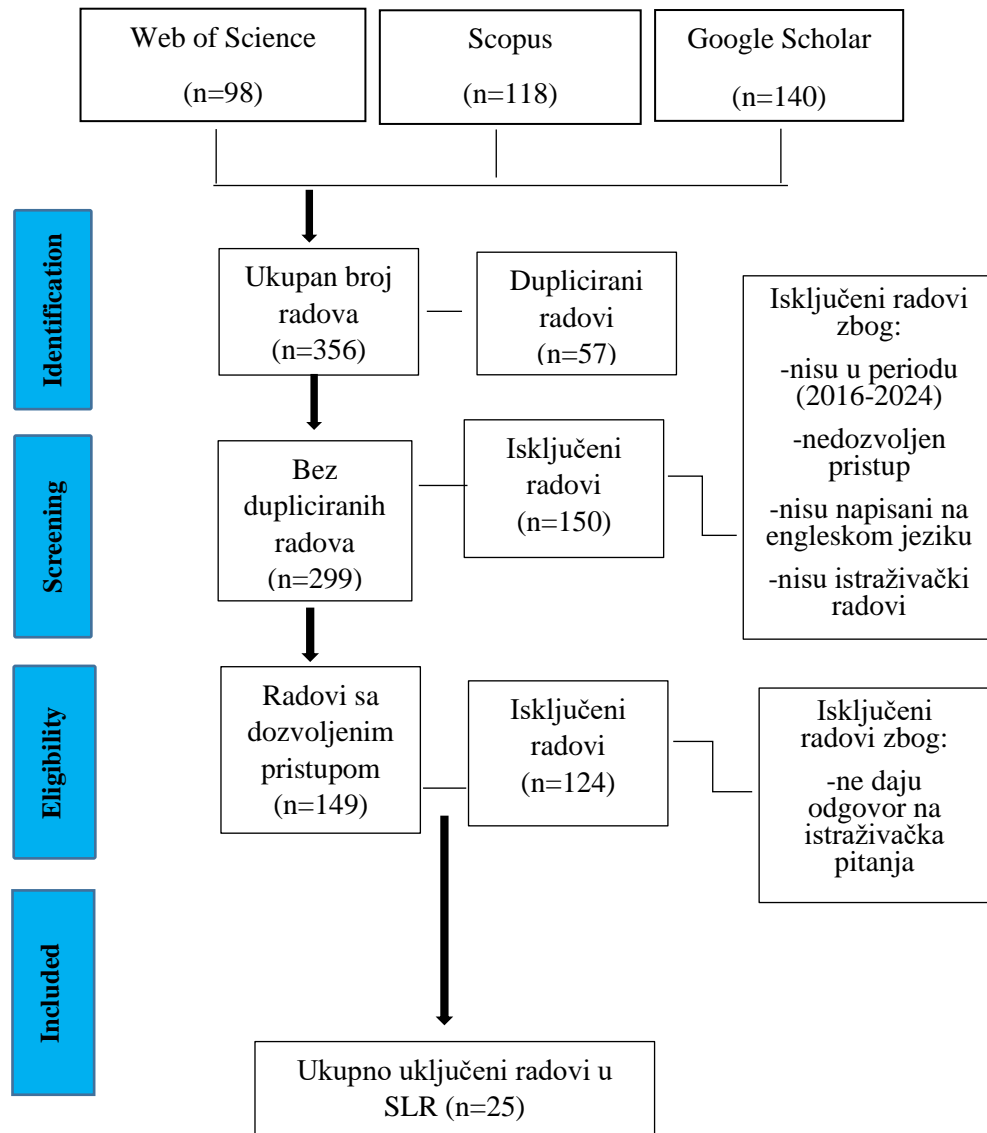 Web of Science
(n=98)
Scopus
(n=118)
Google Scholar
(n=140)
Identification
Ukupan broj
radova
(n=356)
Duplicirani
radovi
(n=57)
Isključeni radovi
zbog:
-nisu u periodu
(2016-2024)
-nedozvoljen
pristup
-nisu napisani na
engleskom jeziku
-nisu istraživački
radovi
Screening
Bez
dupliciranih
radova
(n=299)
Isključeni
radovi
(n=150)
Eligibility
Radovi sa
dozvoljenim
pristupom
(n=149)
Isključeni
radovi
(n=124)
Isključeni
radovi zbog:
-ne daju
odgovor na
istraživačka
pitanja
Included
Ukupno uključeni radovi u
SLR (n=25)